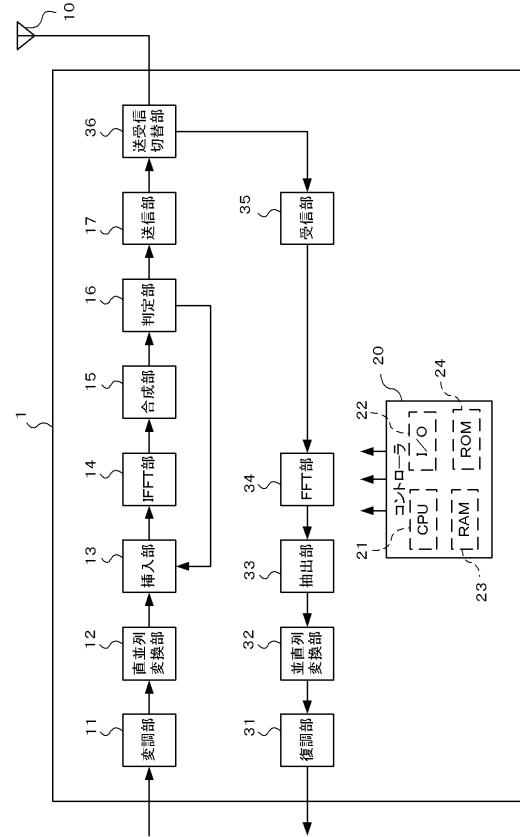 1
10
11
変調部
12
直並列
変換部
13
挿入部
14
IFFT部
15
合成部
16
判定部
17
送信部
36
送受信
切替部
31
復調部
32
並直列
変換部
33
抽出部
34
FFT部
35
受信部
20
コントローラ
21
CPU
22
I/O
23
RAM
24
ROM